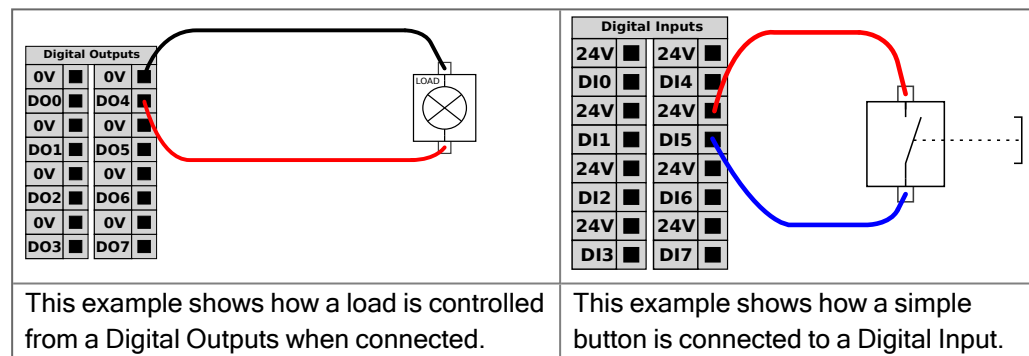 Digital Outputs
0V 0V
DO0 DO4
0V 0V
DO1 DO5
0V 0V
DO2 DO6
0V 0V
DO3 DO7
LOAD
Digital Inputs
24V 24V
DI0 DI4
24V 24V
DI1 DI5
24V 24V
DI2 DI6
24V 24V
DI3 DI7
This example shows how a load is controlled
from a Digital Outputs when connected.
This example shows how a simple
button is connected to a Digital Input.